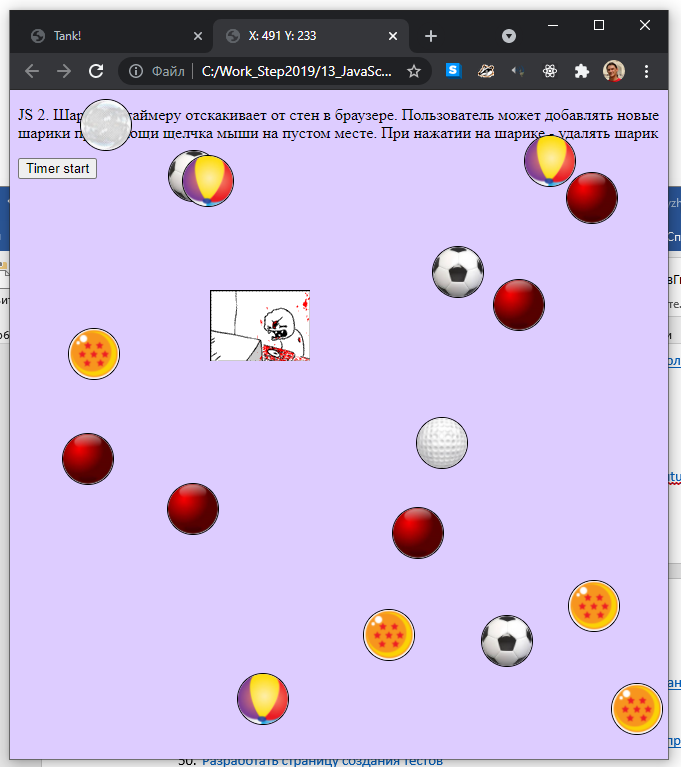 Tank!
X: 491 Y: 233
Файл
C:/Work_Step2019/13_JavaSc...
JS 2. Шар таймеру отскакивает от стен в браузере. Пользователь может добавлять новые
шарики п ощи щелчка мыши на пустом месте. При нажатии на шарике - удалять шарик
Timer start
50. Разработать страницу создания тестов